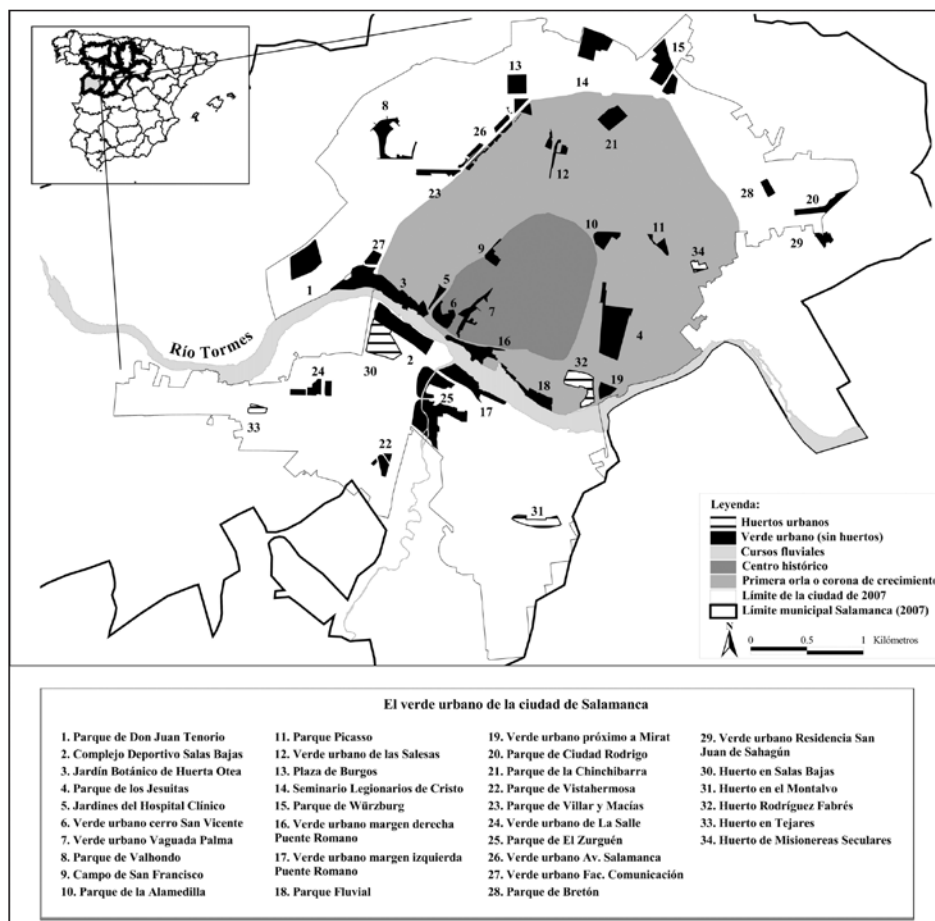 13
14
15
8
26
21
12
23
28
20
10
11
29
9
34
27
1
3
5
6
7
4
Río Tormes
16
2
30
32
19
24
18
25
17
33
22
31
Leyenda:
Huertos urbanos
Verde urbano (sin huertos)
Cursos fluviales
Centro histórico
Primera orla o corona de crecimiento
Límite de la ciudad de 2007
Límite municipal Salamanca (2007)
N
0 0.5 1 Kilómetros
El verde urbano de la ciudad de Salamanca
1. Parque de Don Juan Tenorio
2. Complejo Deportivo Salas Bajas
3. Jardín Botánico de Huerta Otea
4. Parque de los Jesuitas
5. Jardines del Hospital Clínico
6. Verde urbano cerro San Vicente
7. Verde urbano Vaguada Palma
8. Parque de Valhondo
9. Campo de San Francisco
10. Parque de la Alamedilla
11. Parque Picasso
12. Verde urbano de las Salesas
13. Plaza de Burgos
14. Seminario Legionarios de Cristo
15. Parque de Würzburg
16. Verde urbano margen derecha
Puente Romano
17. Verde urbano margen izquierda
Puente Romano
18. Parque Fluvial
19. Verde urbano próximo a Mirat
20. Parque de Ciudad Rodrigo
21. Parque de la Chinchibarra
22. Parque de Vistahermosa
23. Parque de Villar y Macías
24. Verde urbano de La Salle
25. Parque de El Zurguén
26. Verde urbano Av. Salamanca
27. Verde urbano Fac. Comunicación
28. Parque de Bretón
29. Verde urbano Residencia San
Juan de Sahagún
30. Huerto en Salas Bajas
31. Huerto en el Montalvo
32. Huerto Rodríguez Fabrés
33. Huerto en Tejares
34. Huerto de Misionereas Seculares